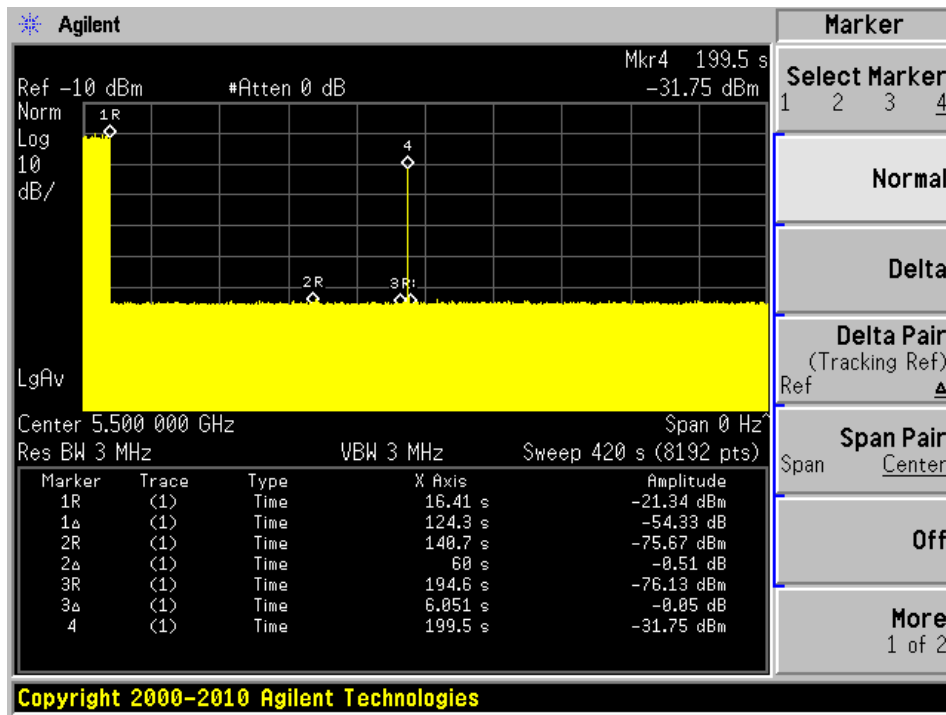 Agilent
Marker
Mkr4 199.5 s
Ref -10 dBm #Atten 0 dB -31.75 dBm
Norm
Log
10
dB/
1R
4
2R
3R
LgAv
Center 5.500 000 GHz Span 0 Hz^
Res BW 3 MHz VBW 3 MHz Sweep 420 s (8192 pts)
Marker Trace Type X Axis Amplitude
1R (1) Time 16.41 s -21.34 dBm
1Δ (1) Time 124.3 s -54.33 dB
2R (1) Time 140.7 s -75.67 dBm
2Δ (1) Time 60 s -0.51 dB
3R (1) Time 194.6 s -76.13 dBm
3Δ (1) Time 6.051 s -0.05 dB
4 (1) Time 199.5 s -31.75 dBm
Select Marker
1 2 3 4
Normal
Delta
Delta Pair
(Tracking Ref)
Ref Δ
Span Pair
Span Center
Off
More
1 of 2
Copyright 2000-2010 Agilent Technologies